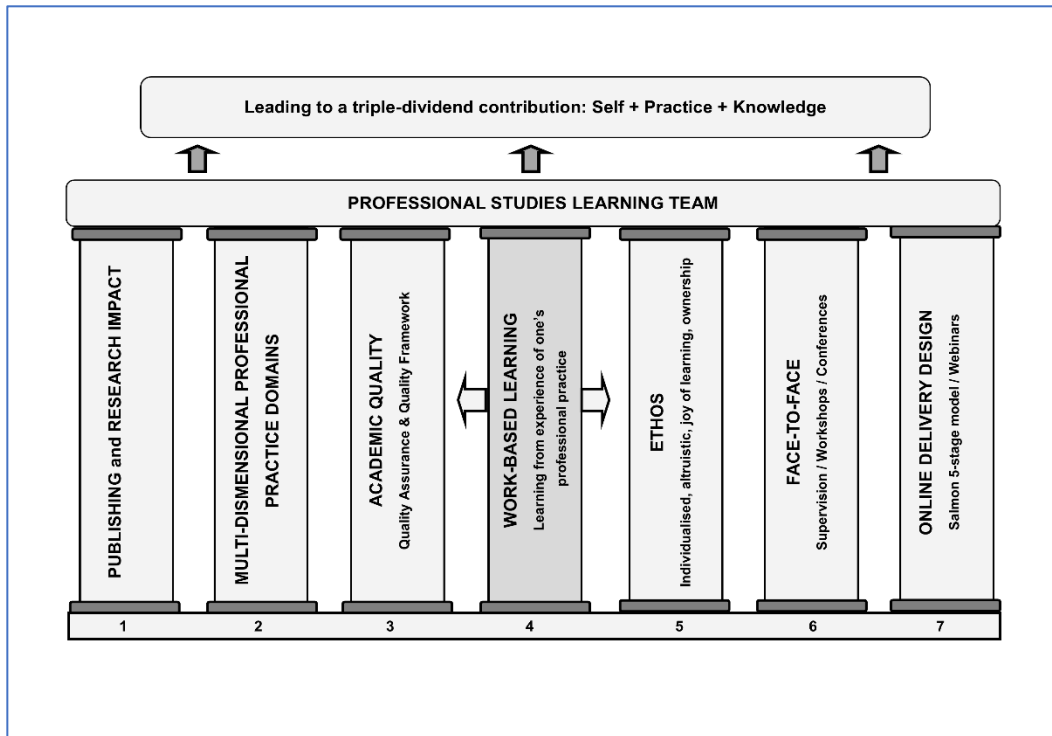 Leading to a triple-dividend contribution: Self + Practice + Knowledge
PROFESSIONAL STUDIES LEARNING TEAM
PUBLISHING and RESEARCH IMPACT
MULTI-DISMENSIONAL PROFESSIONAL
PRACTICE DOMAINS
ACADEMIC QUALITY
Quality Assurance & Quality Framework
WORK-BASED LEARNING
Learning from experience of one's
professional practice
ETHOS
Individualised, altruistic, joy of learning, ownership
FACE-TO-FACE
Supervision / Workshops / Conferences
ONLINE DELIVERY DESIGN
Salmon 5-stage model / Webinars
1
2
3
4
5
6
7